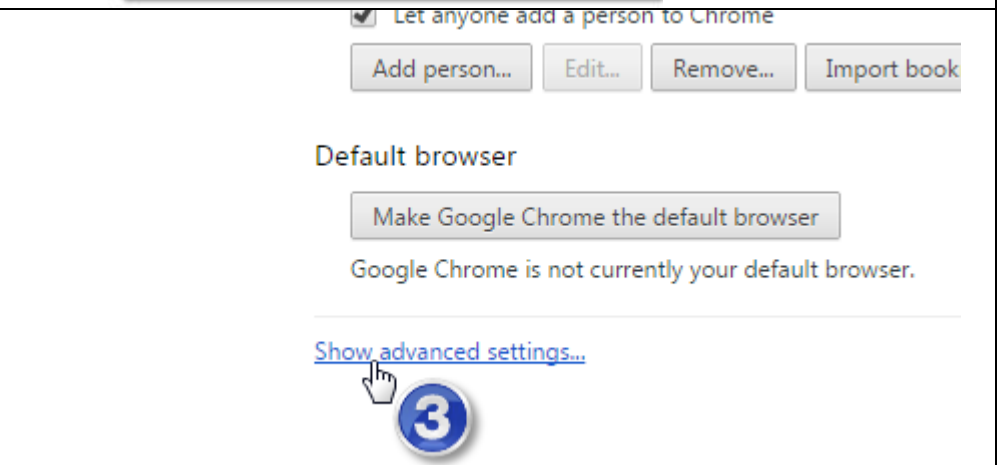 Let anyone add a person to Chrome
Add person... Edit... Remove... Import book
Default browser
Make Google Chrome the default browser
Google Chrome is not currently your default browser.
Show advanced settings...
3